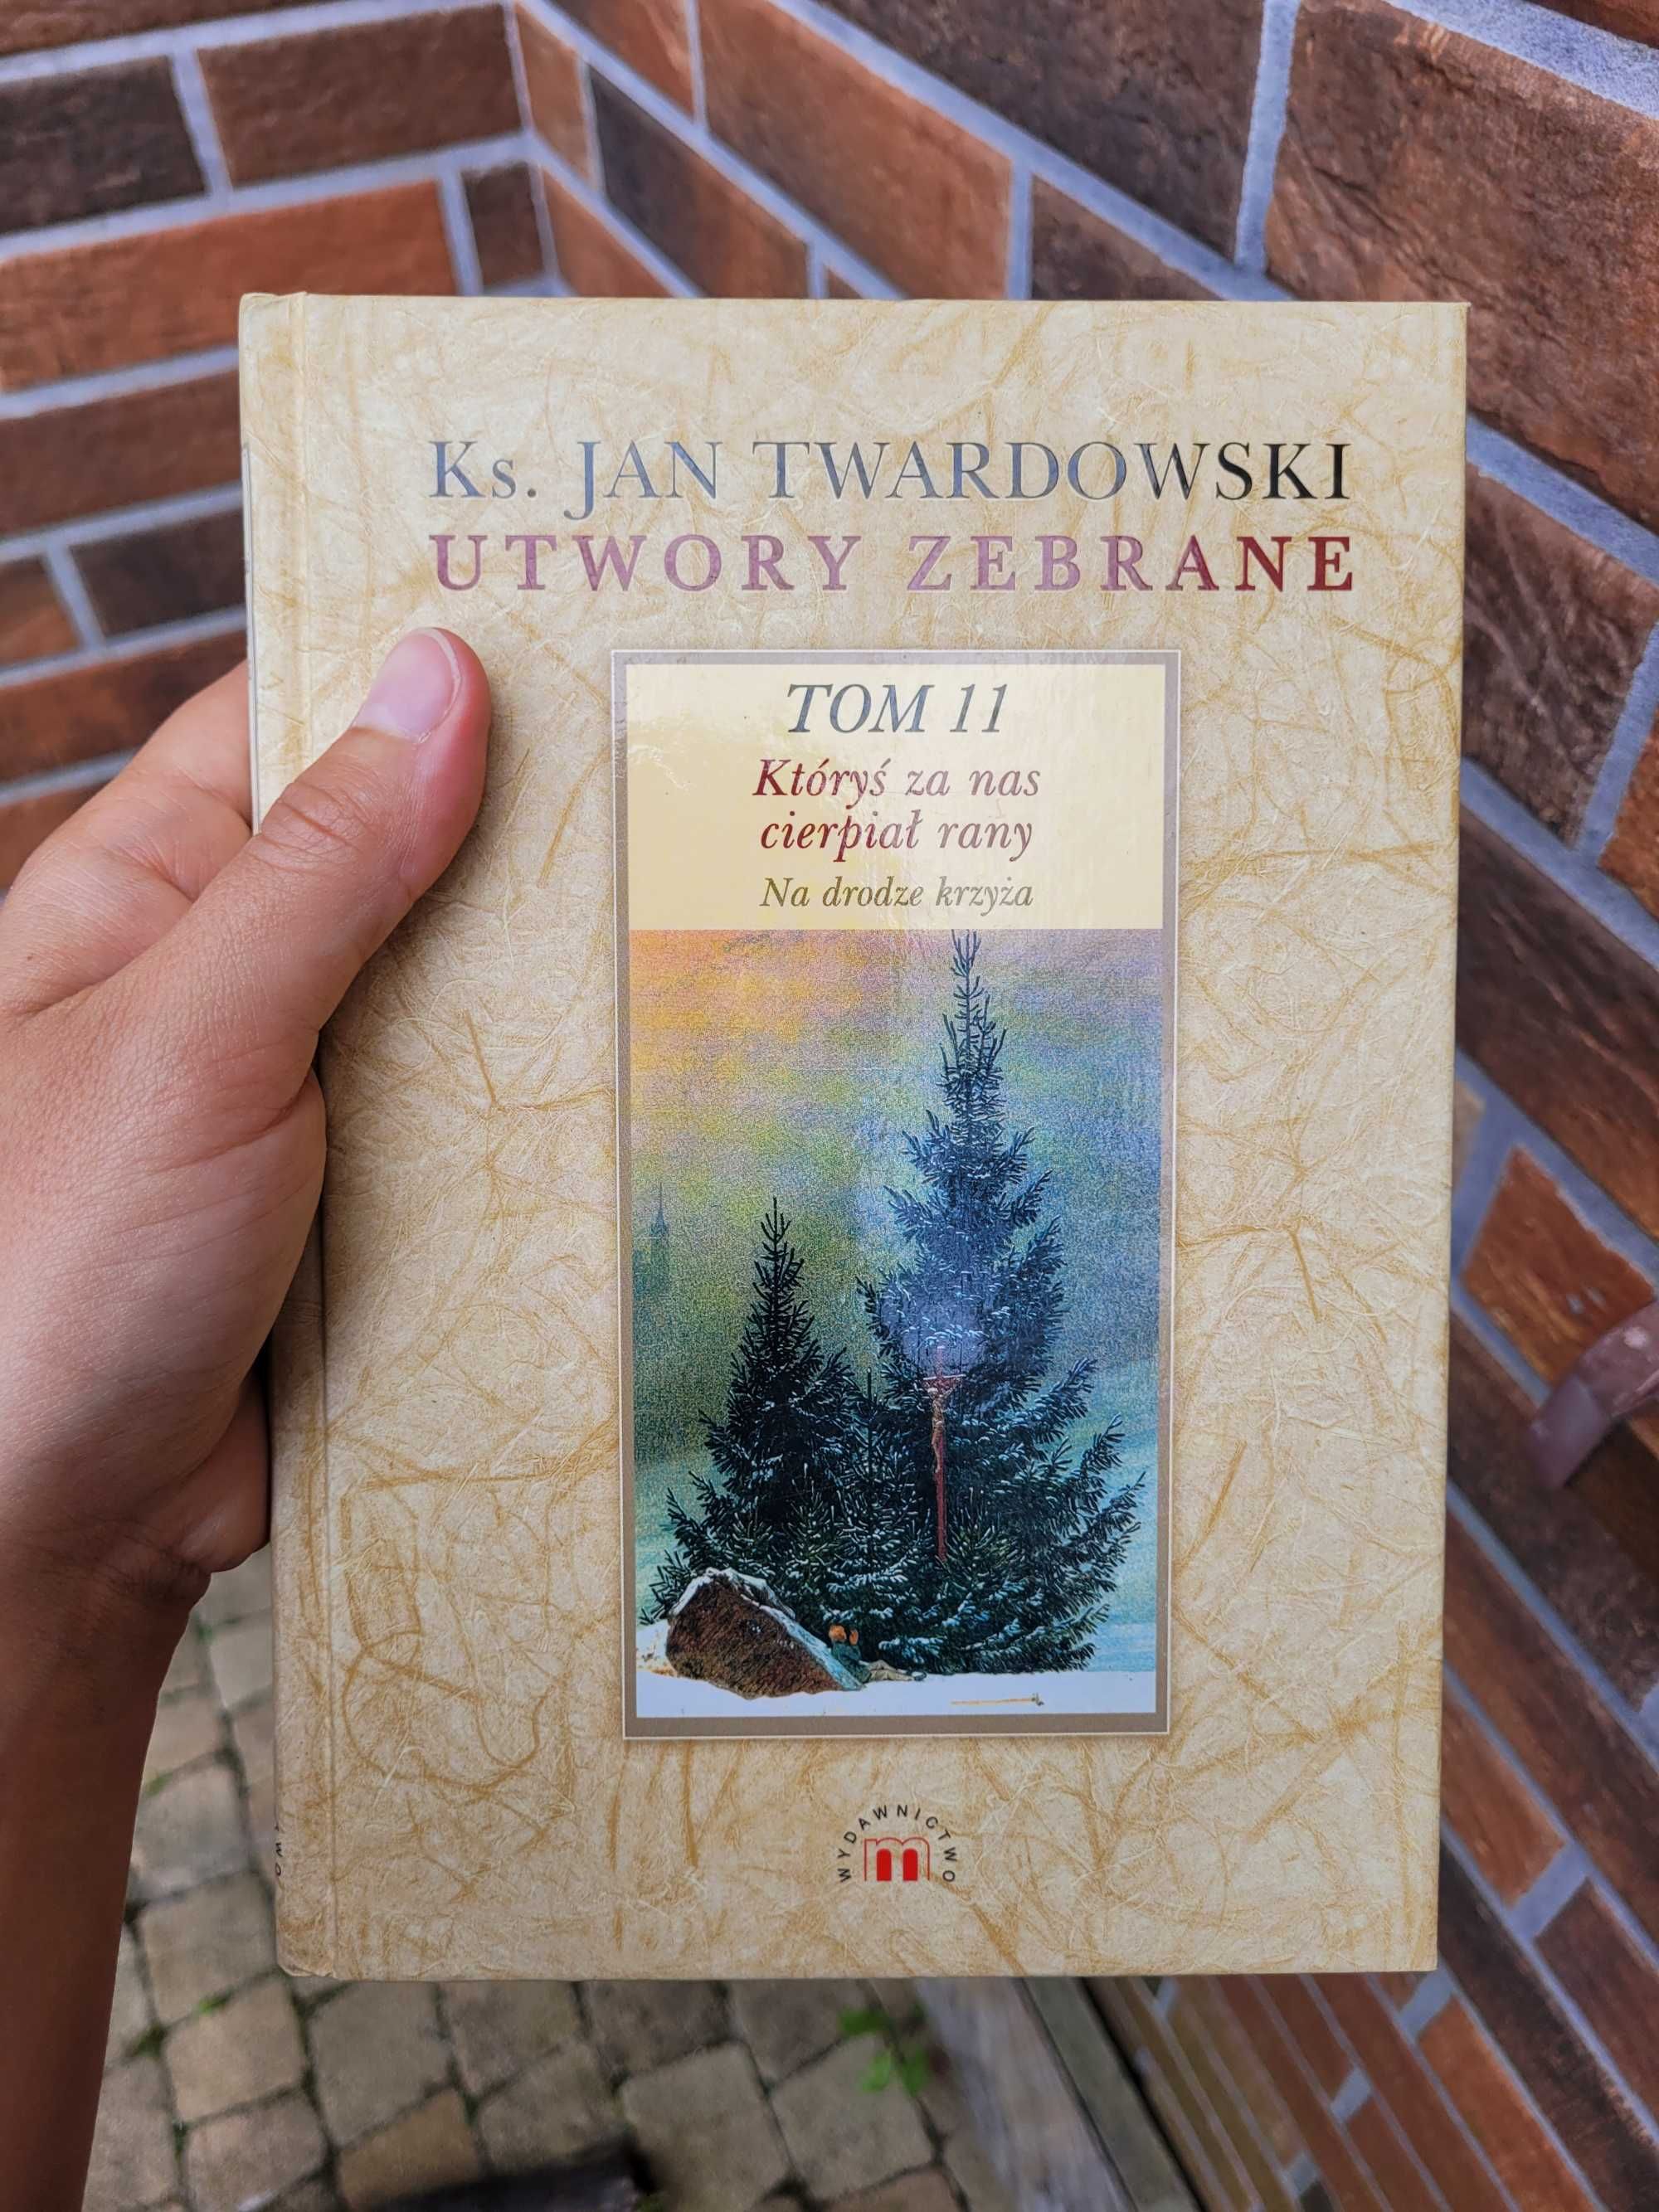 Ks. JAN TWARDOWSKI
UTWORY ZEBRANE
TOM 11
Któryś za nas
cierpiał rany
Na drodze krzyża
WYDAWNICTWO
m